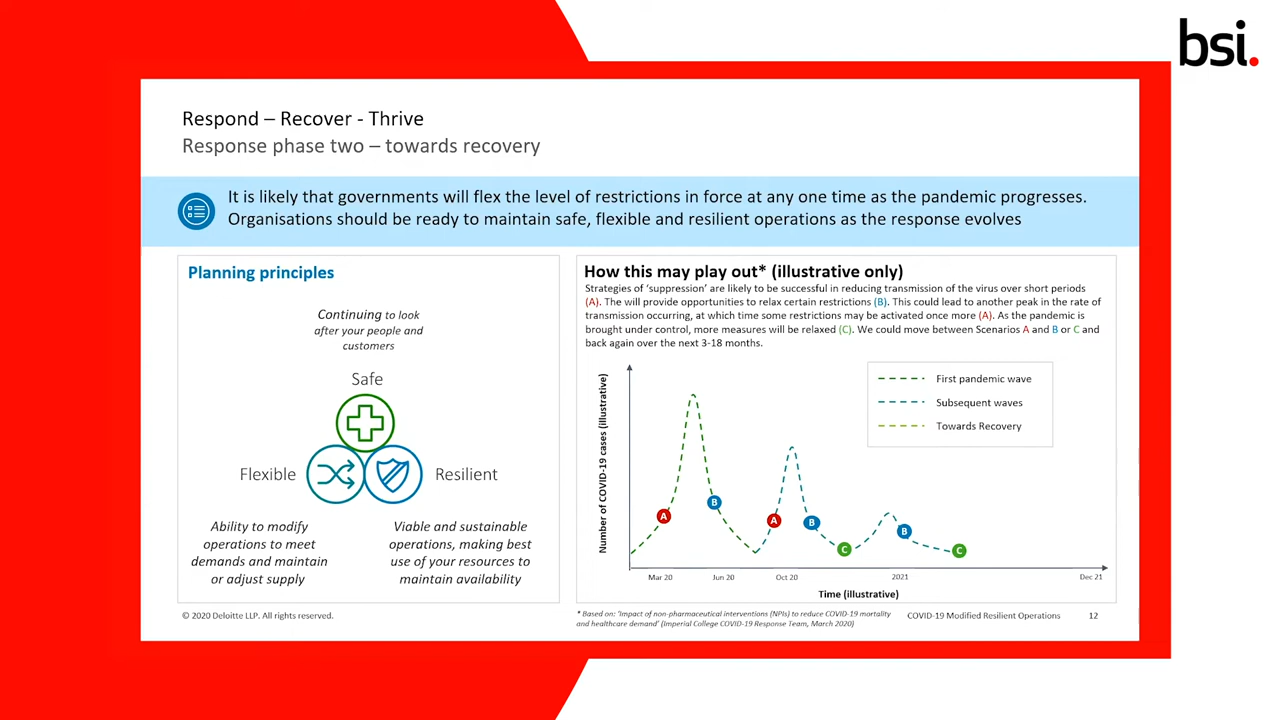 bsi.
Respond – Recover - Thrive
Response phase two – towards recovery
It is likely that governments will flex the level of restrictions in force at any one time as the pandemic progresses.
Organisations should be ready to maintain safe, flexible and resilient operations as the response evolves
Planning principles
Continuing to look
after your people and
customers
Safe
Flexible
Resilient
Ability to modify
operations to meet
demands and maintain
or adjust supply
Viable and sustainable
operations, making best
use of your resources to
maintain availability
How this may play out* (illustrative only)
Strategies of ‘suppression’ are likely to be successful in reducing transmission of the virus over short periods
(A). The will provide opportunities to relax certain restrictions (B). This could lead to another peak in the rate of
transmission occurring, at which time some restrictions may be activated once more (A). As the pandemic is
brought under control, more measures will be relaxed (C). We could move between Scenarios A and B or C and
back again over the next 3-18 months.
Number of COVID-19 cases (illustrative)
First pandemic wave
Subsequent waves
Towards Recovery
A
B
A
B
C
B
C
Mar 20
Jun 20
Oct 20
2021
Dec 21
Time (illustrative)
© 2020 Deloitte LLP. All rights reserved.
* Based on: ‘Impact of non-pharmaceutical interventions (NPIs) to reduce COVID-19 mortality
and healthcare demand’ (Imperial College COVID-19 Response Team, March 2020)
COVID-19 Modified Resilient Operations
12